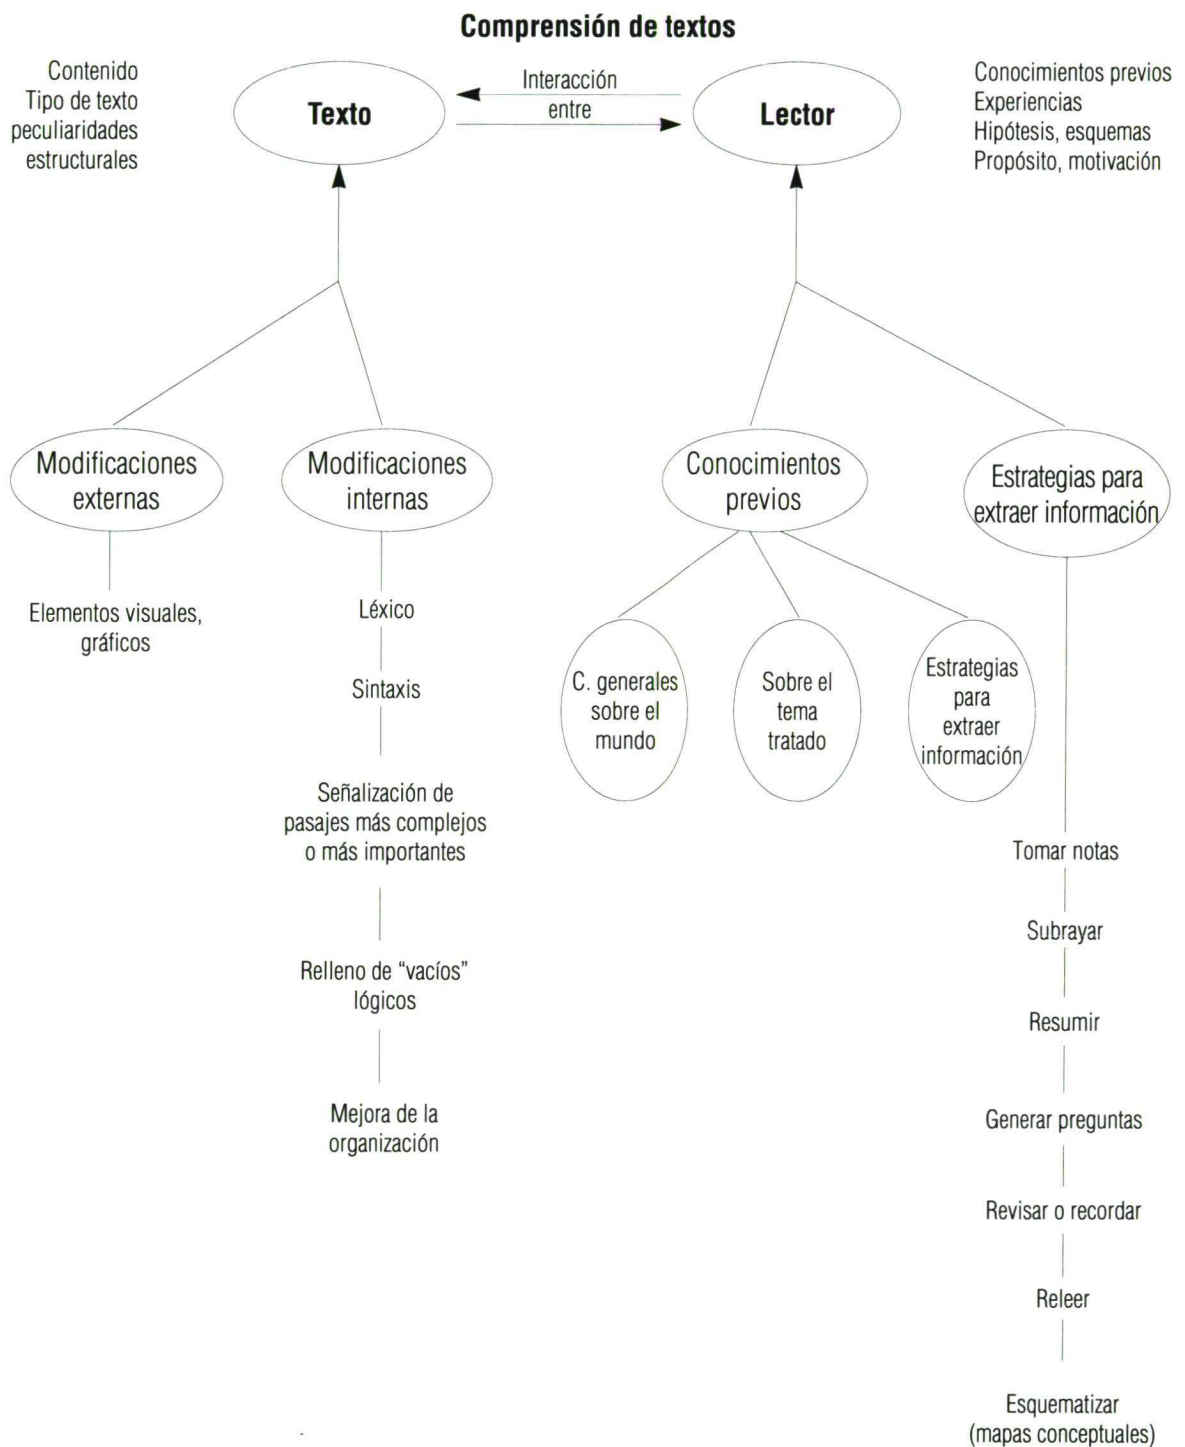 Comprensión de textos
Contenido
Tipo de texto
peculiaridades
estructurales
Texto
Interacción
entre
Lector
Conocimientos previos
Experiencias
Hipótesis, esquemas
Propósito, motivación
Modificaciones
externas
Modificaciones
internas
Conocimientos
previos
Estrategias para
extraer información
Elementos visuales,
gráficos
Léxico
Sintaxis
Señalización de
pasajes más complejos
o más importantes
Relleno de “vacíos”
lógicos
Mejora de la
organización
C. generales
sobre el
mundo
Sobre el
tema
tratado
Estrategias
para
extraer
información
Tomar notas
Subrayar
Resumir
Generar preguntas
Revisar o recordar
Releer
Esquematizar
(mapas conceptuales)